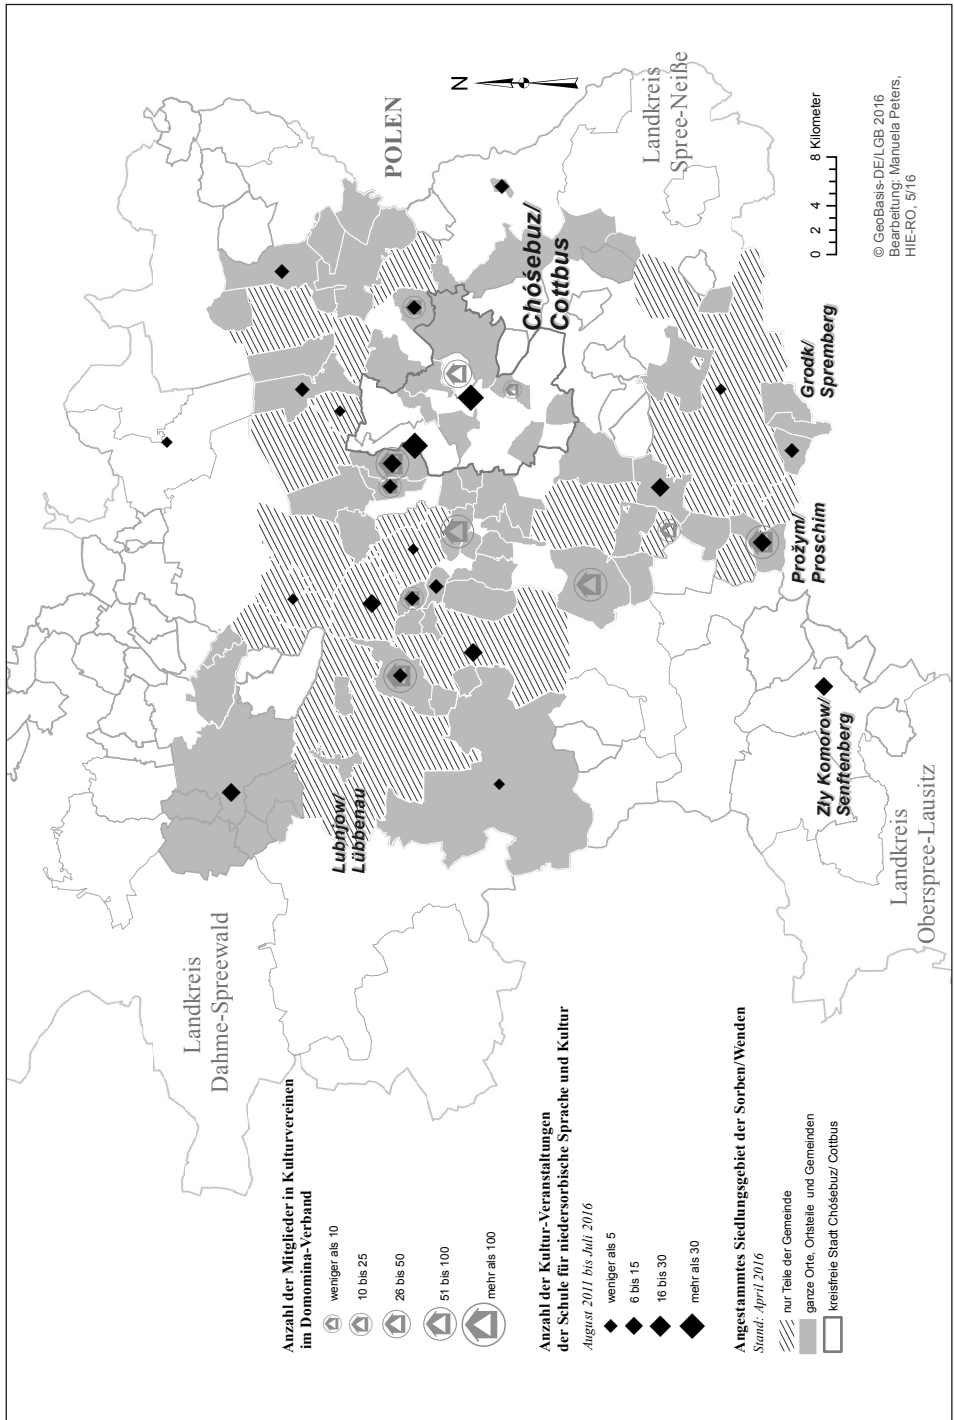 Landkreis
Dahme-Spreewald
POLEN
N
Landkreis
Spree-Neiße
Chóśebuz/
Cottbus
Lubnjow/
Lübbenau
Prožym/
Proschim
Grodk/
Spremberg
Zły Komorow/
Senftenberg
Landkreis
Oberspree-Lausitz
0 2 4 8 Kilometer
© GeoBasis-DE/LGB 2016
Bearbeitung: Manuela Peters,
HIE-RO, 5/16
Anzahl der Mitglieder in Kulturvereinen
im Domomina-Verband
weniger als 10
10 bis 25
26 bis 50
51 bis 100
mehr als 100
Anzahl der Kultur-Veranstaltungen
der Schule für niedersorbische Sprache und Kultur
August 2011 bis Juli 2016
weniger als 5
6 bis 15
16 bis 30
mehr als 30
Angestammtes Siedlungsgebiet der Sorben/Wenden
Stand: April 2016
nur Teile der Gemeinde
ganze Orte, Ortsteile und Gemeinden
kreisfreie Stadt Chóśebuz/ Cottbus